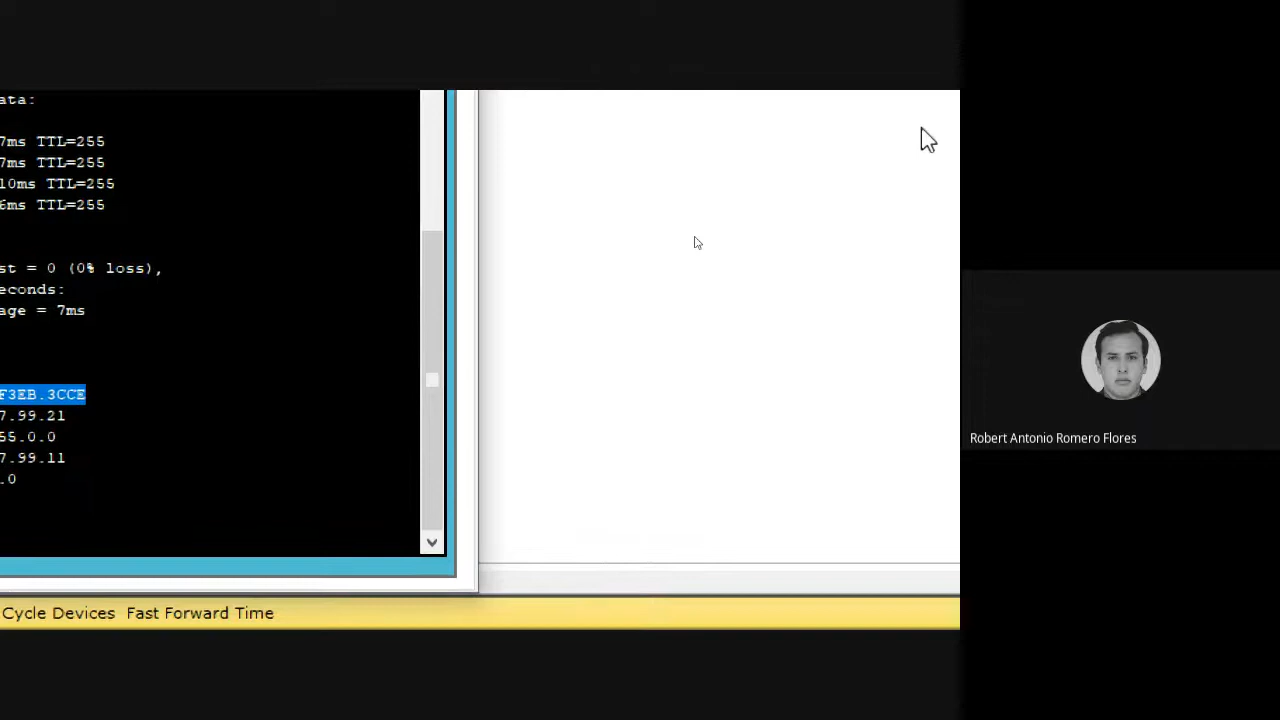 ata:
7ms TTL=255
7ms TTL=255
10ms TTL=255
6ms TTL=255
st = 0 (0% loss),
econds:
age = 7ms
F3EB.3CCE
7.99.21
55.0.0
7.99.11
.0
Cycle Devices Fast Forward Time
Robert Antonio Romero Flores